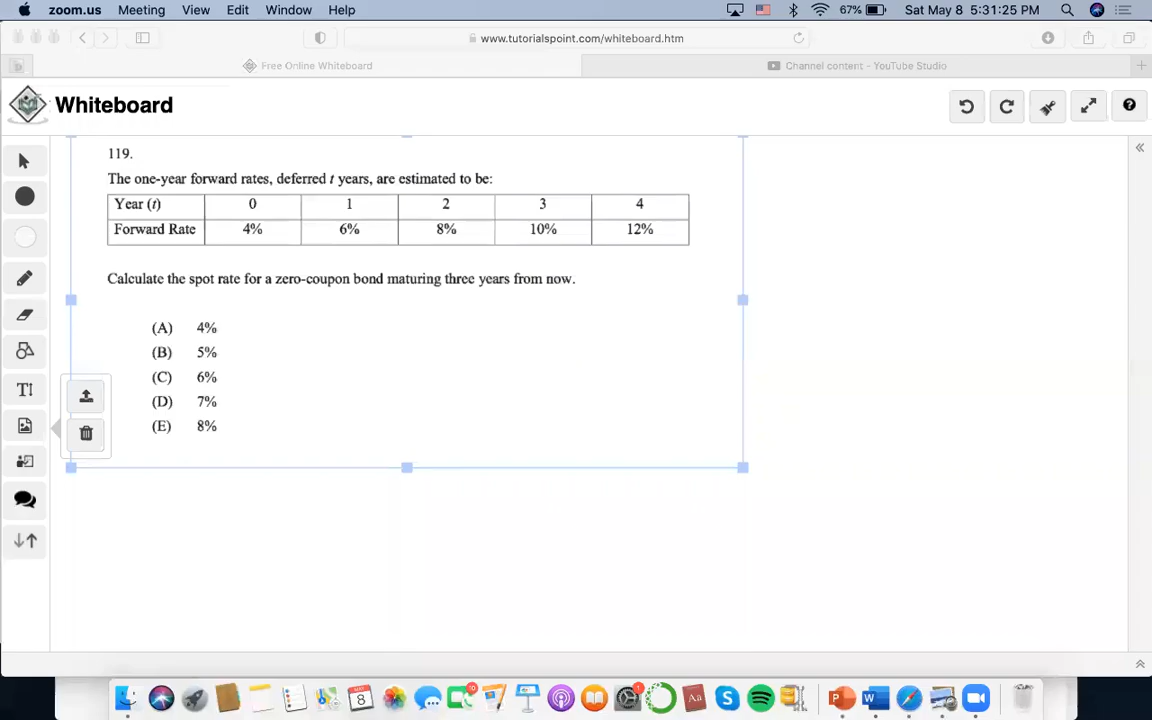 zoom.us Meeting View Edit Window Help 67% Sat May 8 5:31:25 PM
www.tutorialspoint.com/whiteboard.htm
Free Online Whiteboard Channel content - YouTube Studio
Whiteboard
119.
The one-year forward rates, deferred t years, are estimated to be:
Year (t) 0 1 2 3 4
Forward Rate 4% 6% 8% 10% 12%
Calculate the spot rate for a zero-coupon bond maturing three years from now.
(A) 4%
(B) 5%
(C) 6%
(D) 7%
(E) 8%